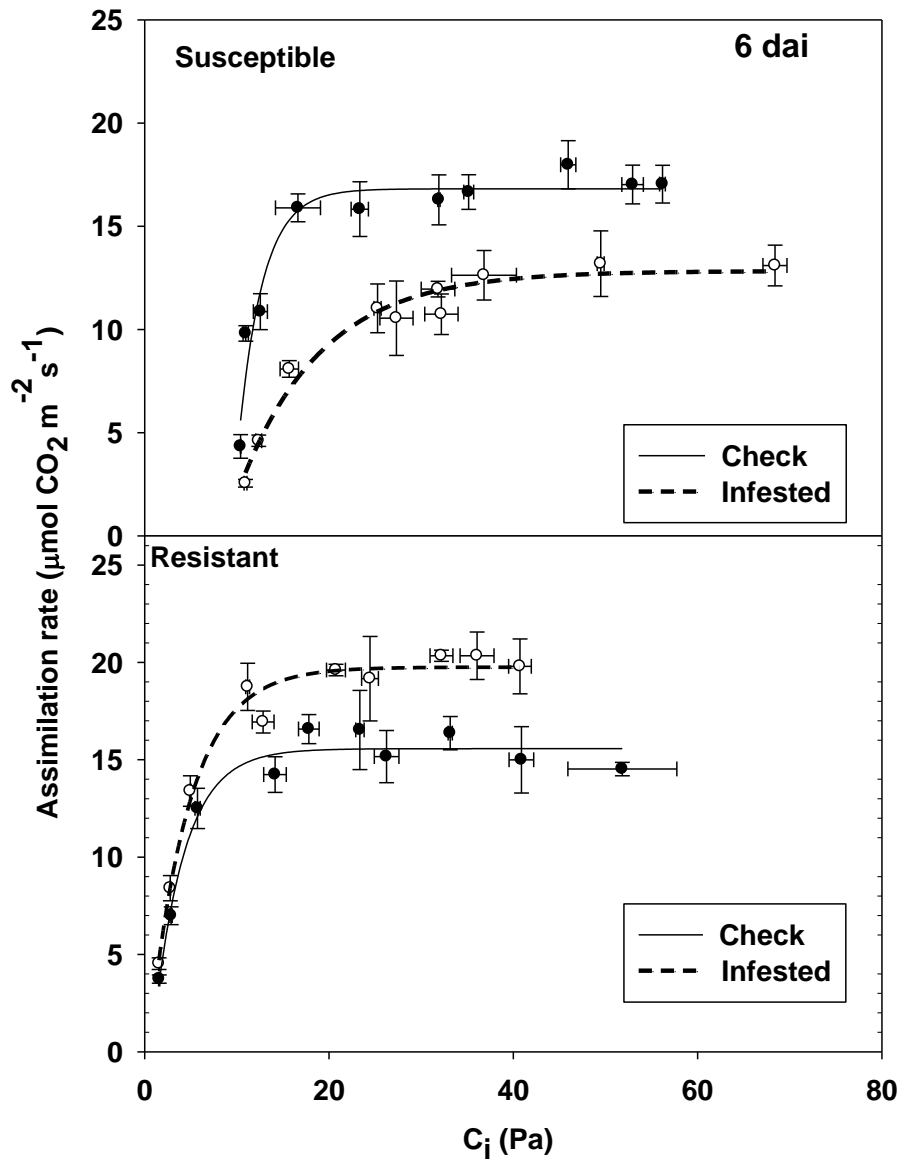 25
Susceptible
6 dai
20
15
10
5
0
Check
Infested
Resistant
25
20
15
10
5
0
Check
Infested
0
20
40
60
80
Assimilation rate (μmol CO₂ m⁻² s⁻¹)
Cᵢ (Pa)